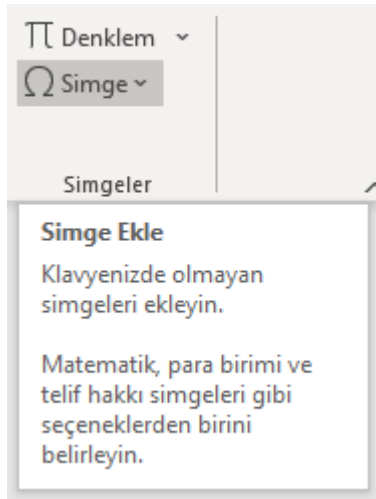 π Denklem
Ω Simge
Simgeler
Simge Ekle
Klavyenizde olmayan
simgeleri ekleyin.
Matematik, para birimi ve
telif hakkı simgeleri gibi
seçeneklerden birini
belirleyin.